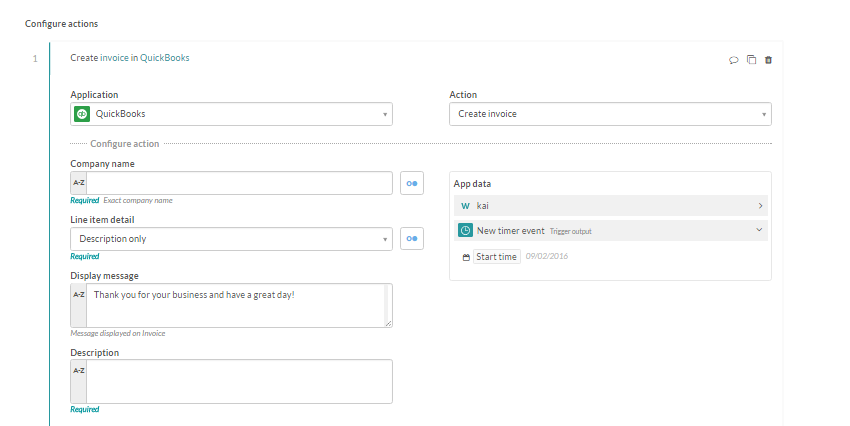 Configure actions
1
Create invoice in QuickBooks
Application
Action
QuickBooks
Create invoice
Configure action
Company name
A-Z
Required Exact company name
App data
W kai
New timer event Trigger output
Start time 09/02/2016
Line item detail
Description only
Required
Display message
A-Z Thank you for your business and have a great day!
Message displayed on Invoice
Description
A-Z
Required